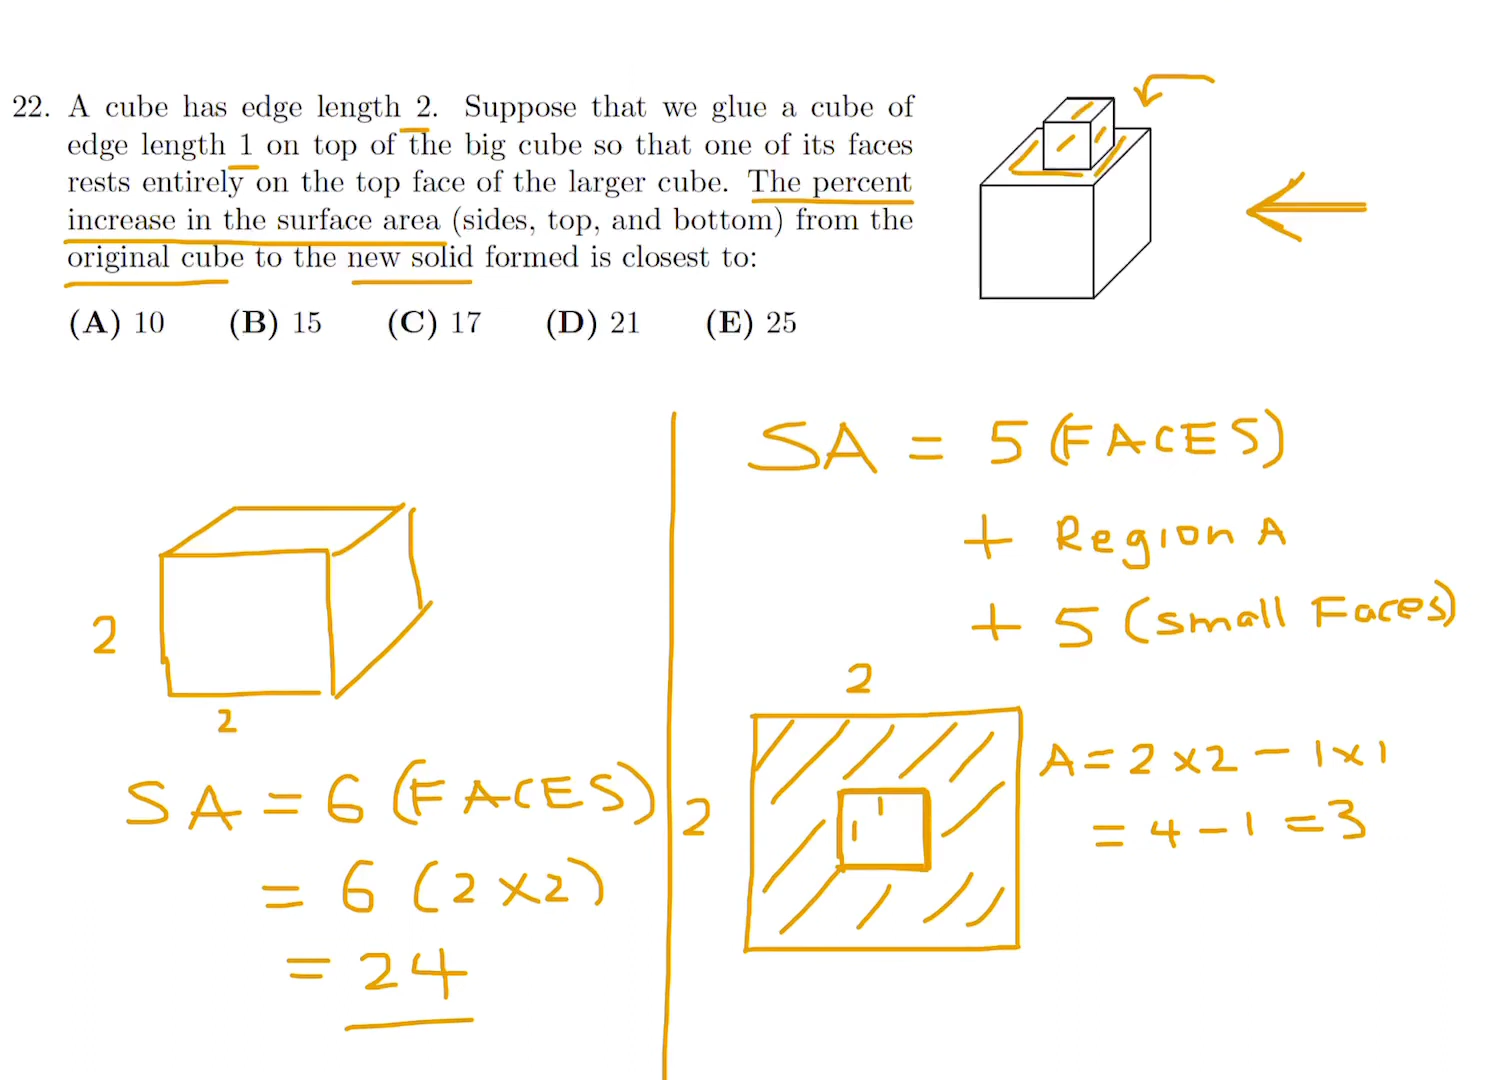 22. A cube has edge length 2. Suppose that we glue a cube of
edge length 1 on top of the big cube so that one of its faces
rests entirely on the top face of the larger cube. The percent
increase in the surface area (sides, top, and bottom) from the
original cube to the new solid formed is closest to:
(A) 10 (B) 15 (C) 17 (D) 21 (E) 25
2
2
SA = 6 (FACES)
= 6 (2×2)
= 24
SA = 5 (FACES)
+ Region A
+ 5 (small Faces)
2
2
A = 2×2 - 1×1
= 4 - 1 = 3